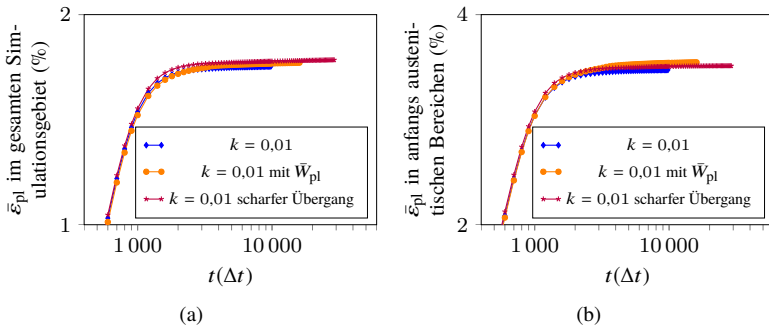 2
1
ε̄pl im gesamten Sim-
ulationsgebiet (%)
k = 0,01
k = 0,01 mit W̄pl
k = 0,01 scharfer Übergang
1 000
10 000
t(Δt)
(a)
4
2
ε̄pl in anfangs austeni-
tischen Bereichen (%)
k = 0,01
k = 0,01 mit W̄pl
k = 0,01 scharfer Übergang
1 000
10 000
t(Δt)
(b)